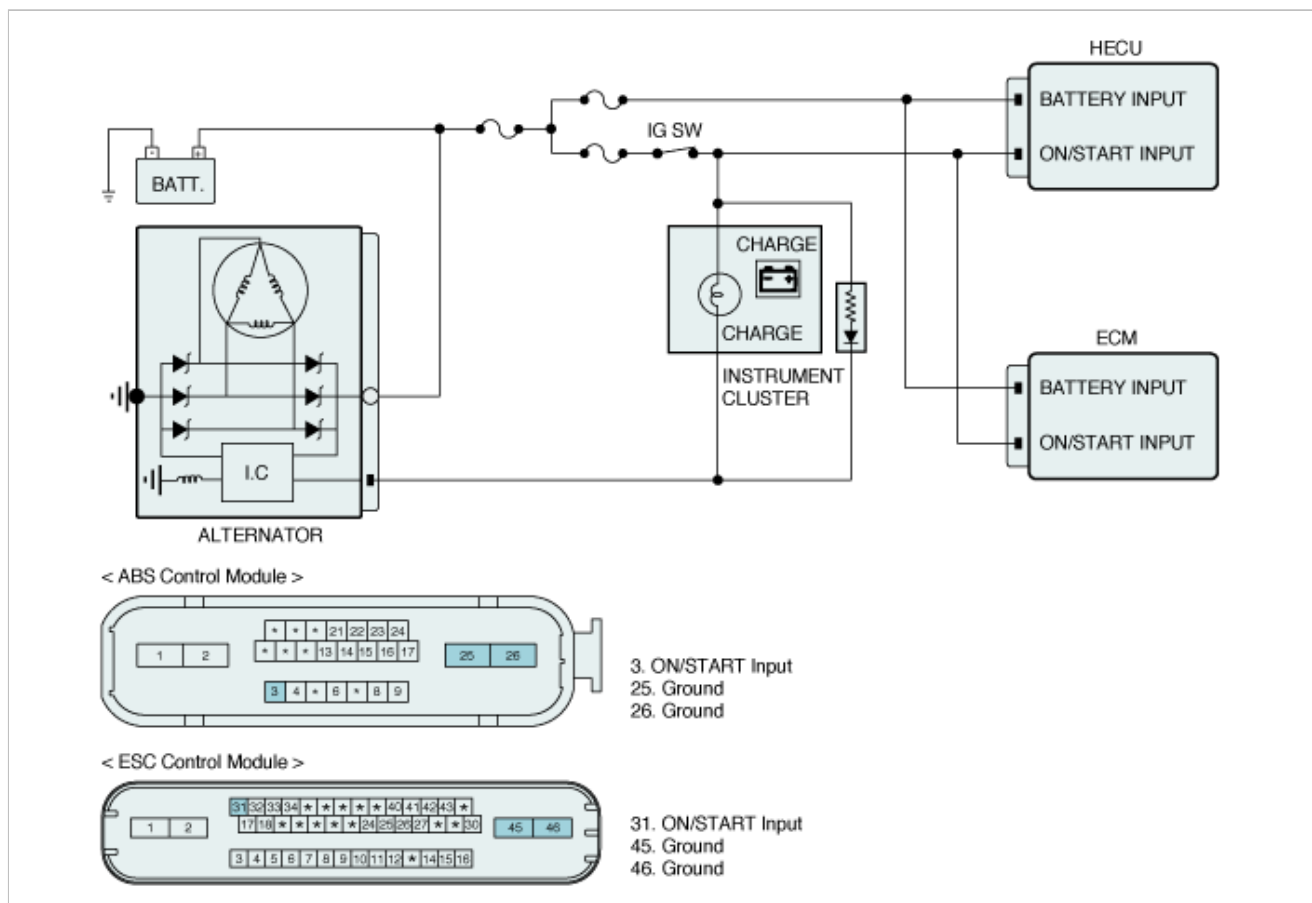 HECU
BATTERY INPUT
IG SW
ON/START INPUT
- +
BATT.
CHARGE
- +
CHARGE
INSTRUMENT
CLUSTER
ECM
BATTERY INPUT
ON/START INPUT
I.C
ALTERNATOR
< ABS Control Module >
* * * 21 22 23 24
1 2 * * * 13 14 15 16 17 25 26
3 4 * 6 * 8 9
3. ON/START Input
25. Ground
26. Ground
< ESC Control Module >
31 32 33 34 * * * * * 40 41 42 43 *
1 2 17 18 * * * * * 24 25 26 27 * * 30 45 46
3 4 5 6 7 8 9 10 11 12 * 14 15 16
31. ON/START Input
45. Ground
46. Ground